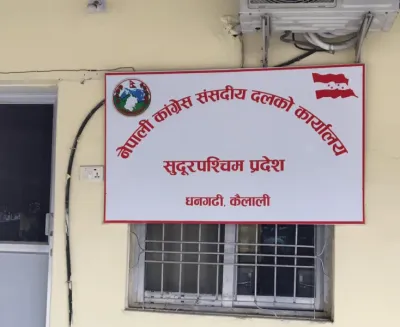 नेपाली कांग्रेस संसदीय दलको कार्यालय
सुदूरपश्चिम प्रदेश
धनगढी, कैलाली